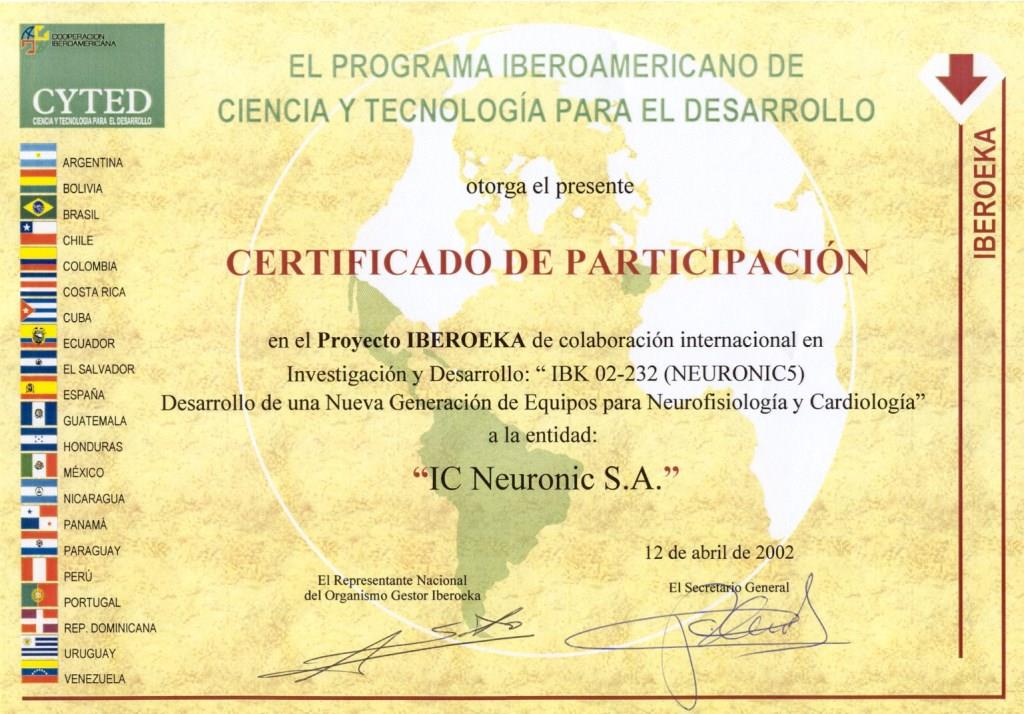 COOPERACION
IBEROAMERICANA
CYTED
CIENCIA Y TECNOLOGIA PARA EL DESARROLLO
EL PROGRAMA IBEROAMERICANO DE
CIENCIA Y TECNOLOGÍA PARA EL DESARROLLO
otorga el presente
CERTIFICADO DE PARTICIPACIÓN
en el Proyecto IBEROEKA de colaboración internacional en
Investigación y Desarrollo: “ IBK 02-232 (NEURONIC5)
Desarrollo de una Nueva Generación de Equipos para Neurofisiología y Cardiología”
a la entidad:
“IC Neuronic S.A.”
12 de abril de 2002
El Representante Nacional
del Organismo Gestor Iberoeka
El Secretario General
ARGENTINA
BOLIVIA
BRASIL
CHILE
COLOMBIA
COSTA RICA
CUBA
ECUADOR
EL SALVADOR
ESPAÑA
GUATEMALA
HONDURAS
MÉXICO
NICARAGUA
PANAMÁ
PARAGUAY
PERÚ
PORTUGAL
REP. DOMINICANA
URUGUAY
VENEZUELA
IBEROEKA